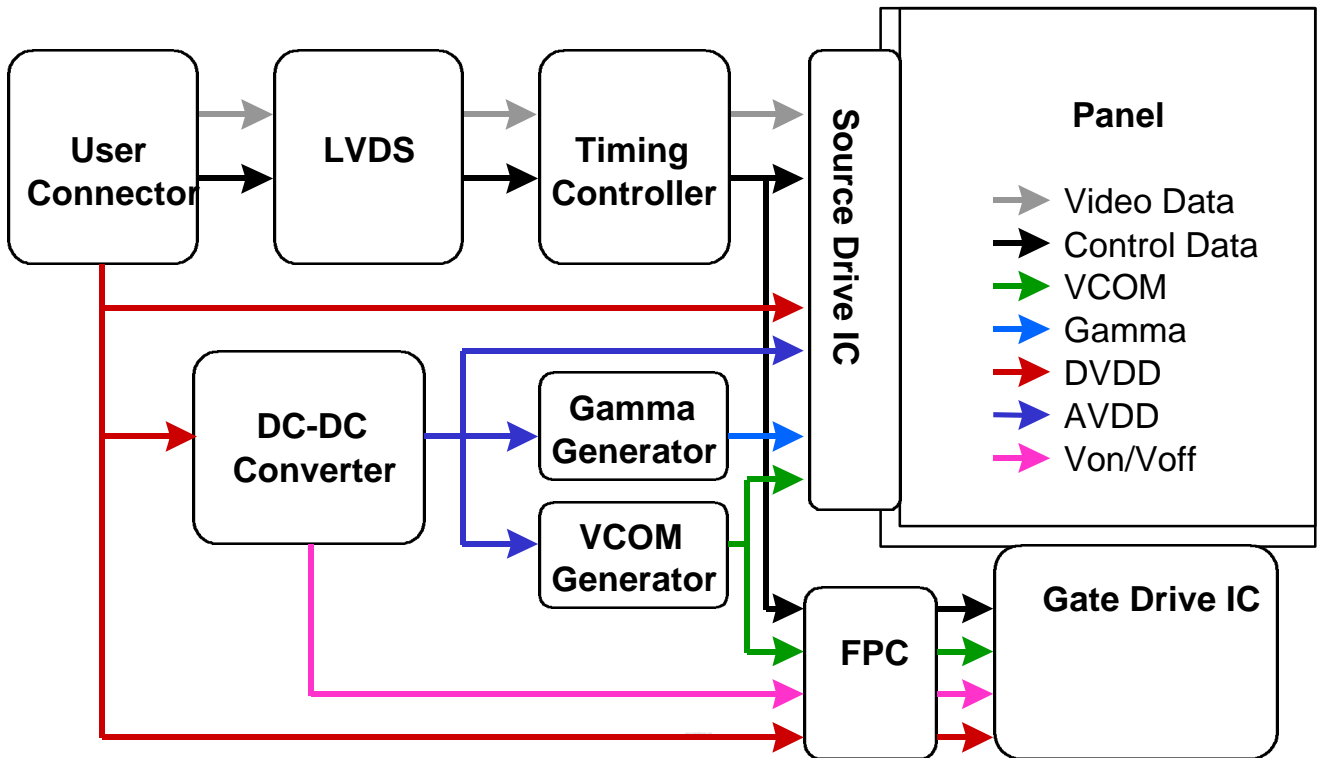 User
Connector
LVDS
Timing
Controller
Source Drive IC
Panel
Video Data
Control Data
VCOM
Gamma
DVDD
AVDD
Von/Voff
DC-DC
Converter
Gamma
Generator
VCOM
Generator
FPC
Gate Drive IC